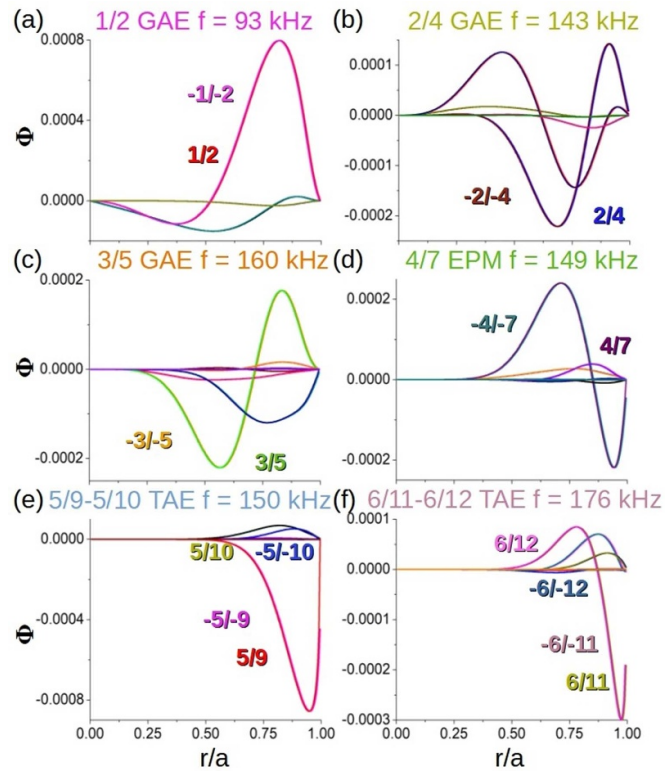 (a) 1/2 GAE f = 93 kHz
(b) 2/4 GAE f = 143 kHz
Φ
0.0008
0.0004
0.0000
-1/-2
1/2
0.0000
-0.0001
-0.0002
-2/-4
2/4
(c) 3/5 GAE f = 160 kHz
(d) 4/7 EPM f = 149 kHz
Φ
0.0002
0.0000
-0.0002
-3/-5
3/5
0.0002
0.0000
-0.0002
-4/-7
4/7
(e) 5/9-5/10 TAE f = 150 kHz
(f) 6/11-6/12 TAE f = 176 kHz
Φ
0.0000
-0.0004
-0.0008
5/10
-5/-10
-5/-9
5/9
0.00 0.25 0.50 0.75 1.00
r/a
0.0001
0.0000
-0.0001
-0.0002
-0.0003
6/12
-6/-12
-6/-11
6/11
0.00 0.25 0.50 0.75 1.00
r/a